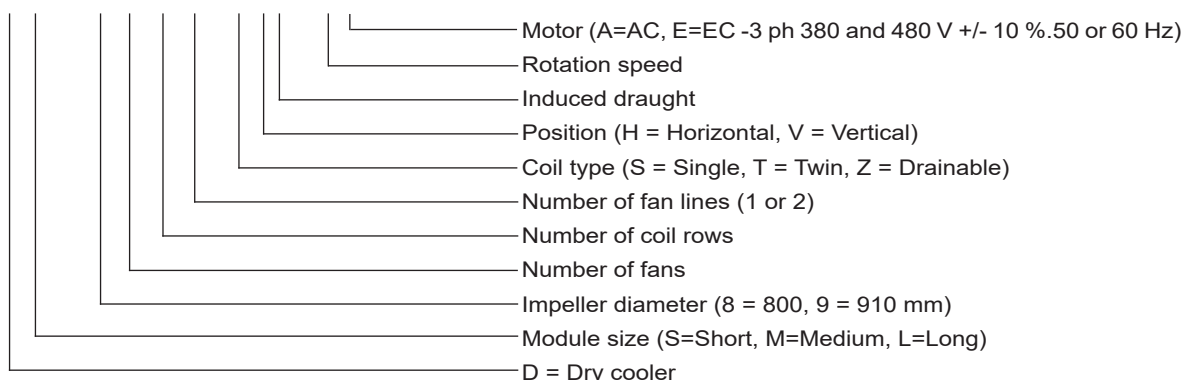 Motor (A=AC, E=EC -3 ph 380 and 480 V +/- 10 %.50 or 60 Hz)
Rotation speed
Induced draught
Position (H = Horizontal, V = Vertical)
Coil type (S = Single, T = Twin, Z = Drainable)
Number of fan lines (1 or 2)
Number of coil rows
Number of fans
Impeller diameter (8 = 800, 9 = 910 mm)
Module size (S=Short, M=Medium, L=Long)
D = Dry cooler